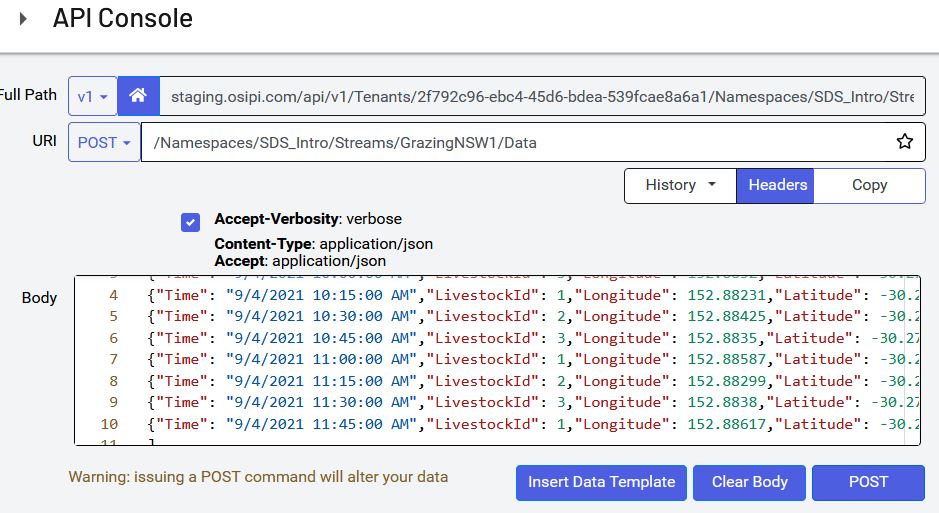 API Console
Full Path v1 staging.osipi.com/api/v1/Tenants/2f792c96-ebc4-45d6-bdea-539fcae8a6a1/Namespaces/SDS_Intro/Stre
URI POST /Namespaces/SDS_Intro/Streams/GrazingNSW1/Data
History Headers Copy
Accept-Verbosity: verbose
Content-Type: application/json
Accept: application/json
Body
4 {"Time": "9/4/2021 10:15:00 AM","LivestockId": 1,"Longitude": 152.88231,"Latitude": -30.2
5 {"Time": "9/4/2021 10:30:00 AM","LivestockId": 2,"Longitude": 152.88425,"Latitude": -30.2
6 {"Time": "9/4/2021 10:45:00 AM","LivestockId": 3,"Longitude": 152.8835,"Latitude": -30.27
7 {"Time": "9/4/2021 11:00:00 AM","LivestockId": 1,"Longitude": 152.88587,"Latitude": -30.2
8 {"Time": "9/4/2021 11:15:00 AM","LivestockId": 2,"Longitude": 152.88299,"Latitude": -30.2
9 {"Time": "9/4/2021 11:30:00 AM","LivestockId": 3,"Longitude": 152.8838,"Latitude": -30.27
10 {"Time": "9/4/2021 11:45:00 AM","LivestockId": 1,"Longitude": 152.88617,"Latitude": -30.2
11 ]
Warning: issuing a POST command will alter your data
Insert Data Template Clear Body POST